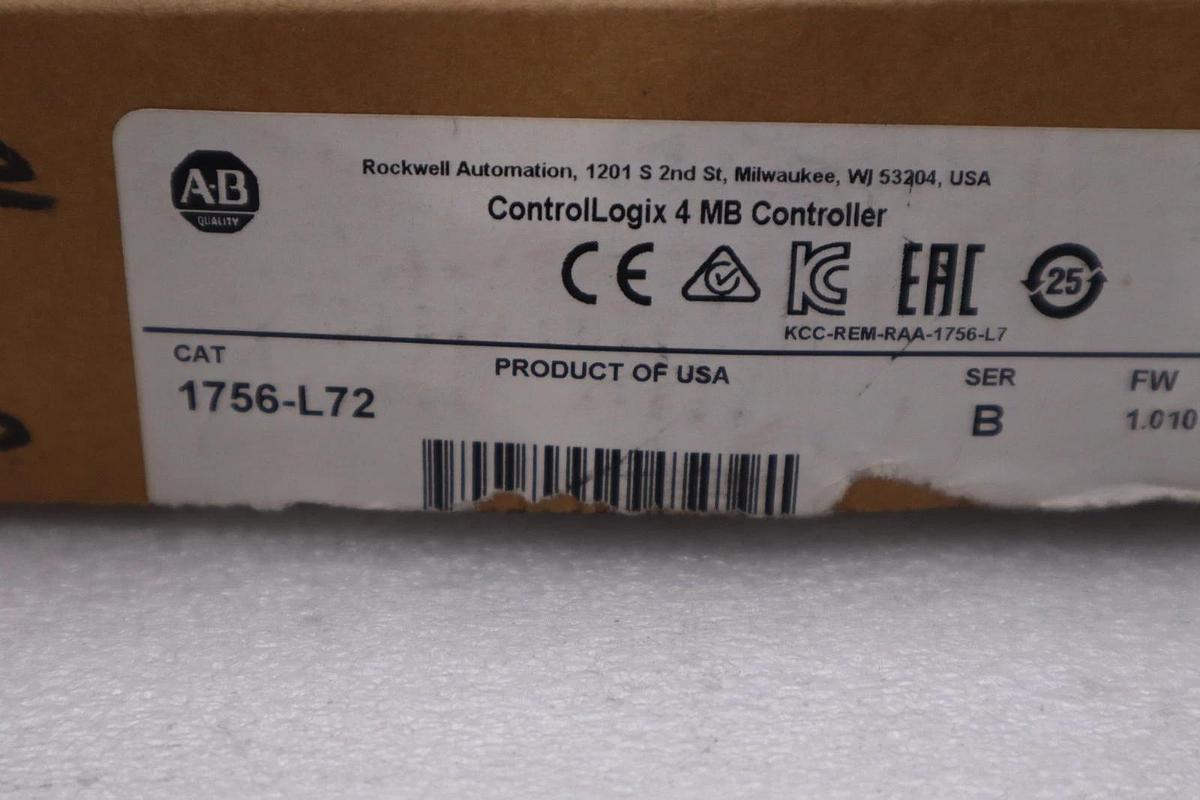 A·B
QUALITY
Rockwell Automation, 1201 S 2nd St, Milwaukee, WI 53204, USA
ControlLogix 4 MB Controller
CE KC EAC 25
KCC-REM-RAA-1756-L7
CAT
PRODUCT OF USA
SER
FW
1756-L72
B
1.010